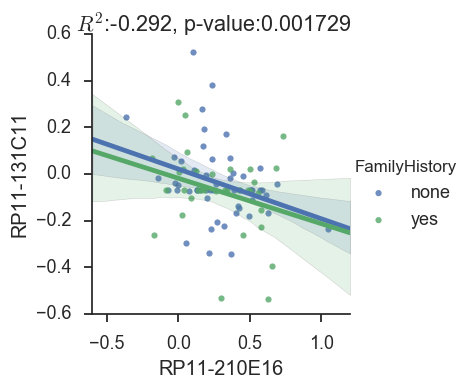 R²:-0.292, p-value:0.001729
0.6
0.4
0.2
0.0
−0.2
−0.4
−0.6
RP11-131C11
−0.5 0.0 0.5 1.0
RP11-210E16
FamilyHistory
none
yes